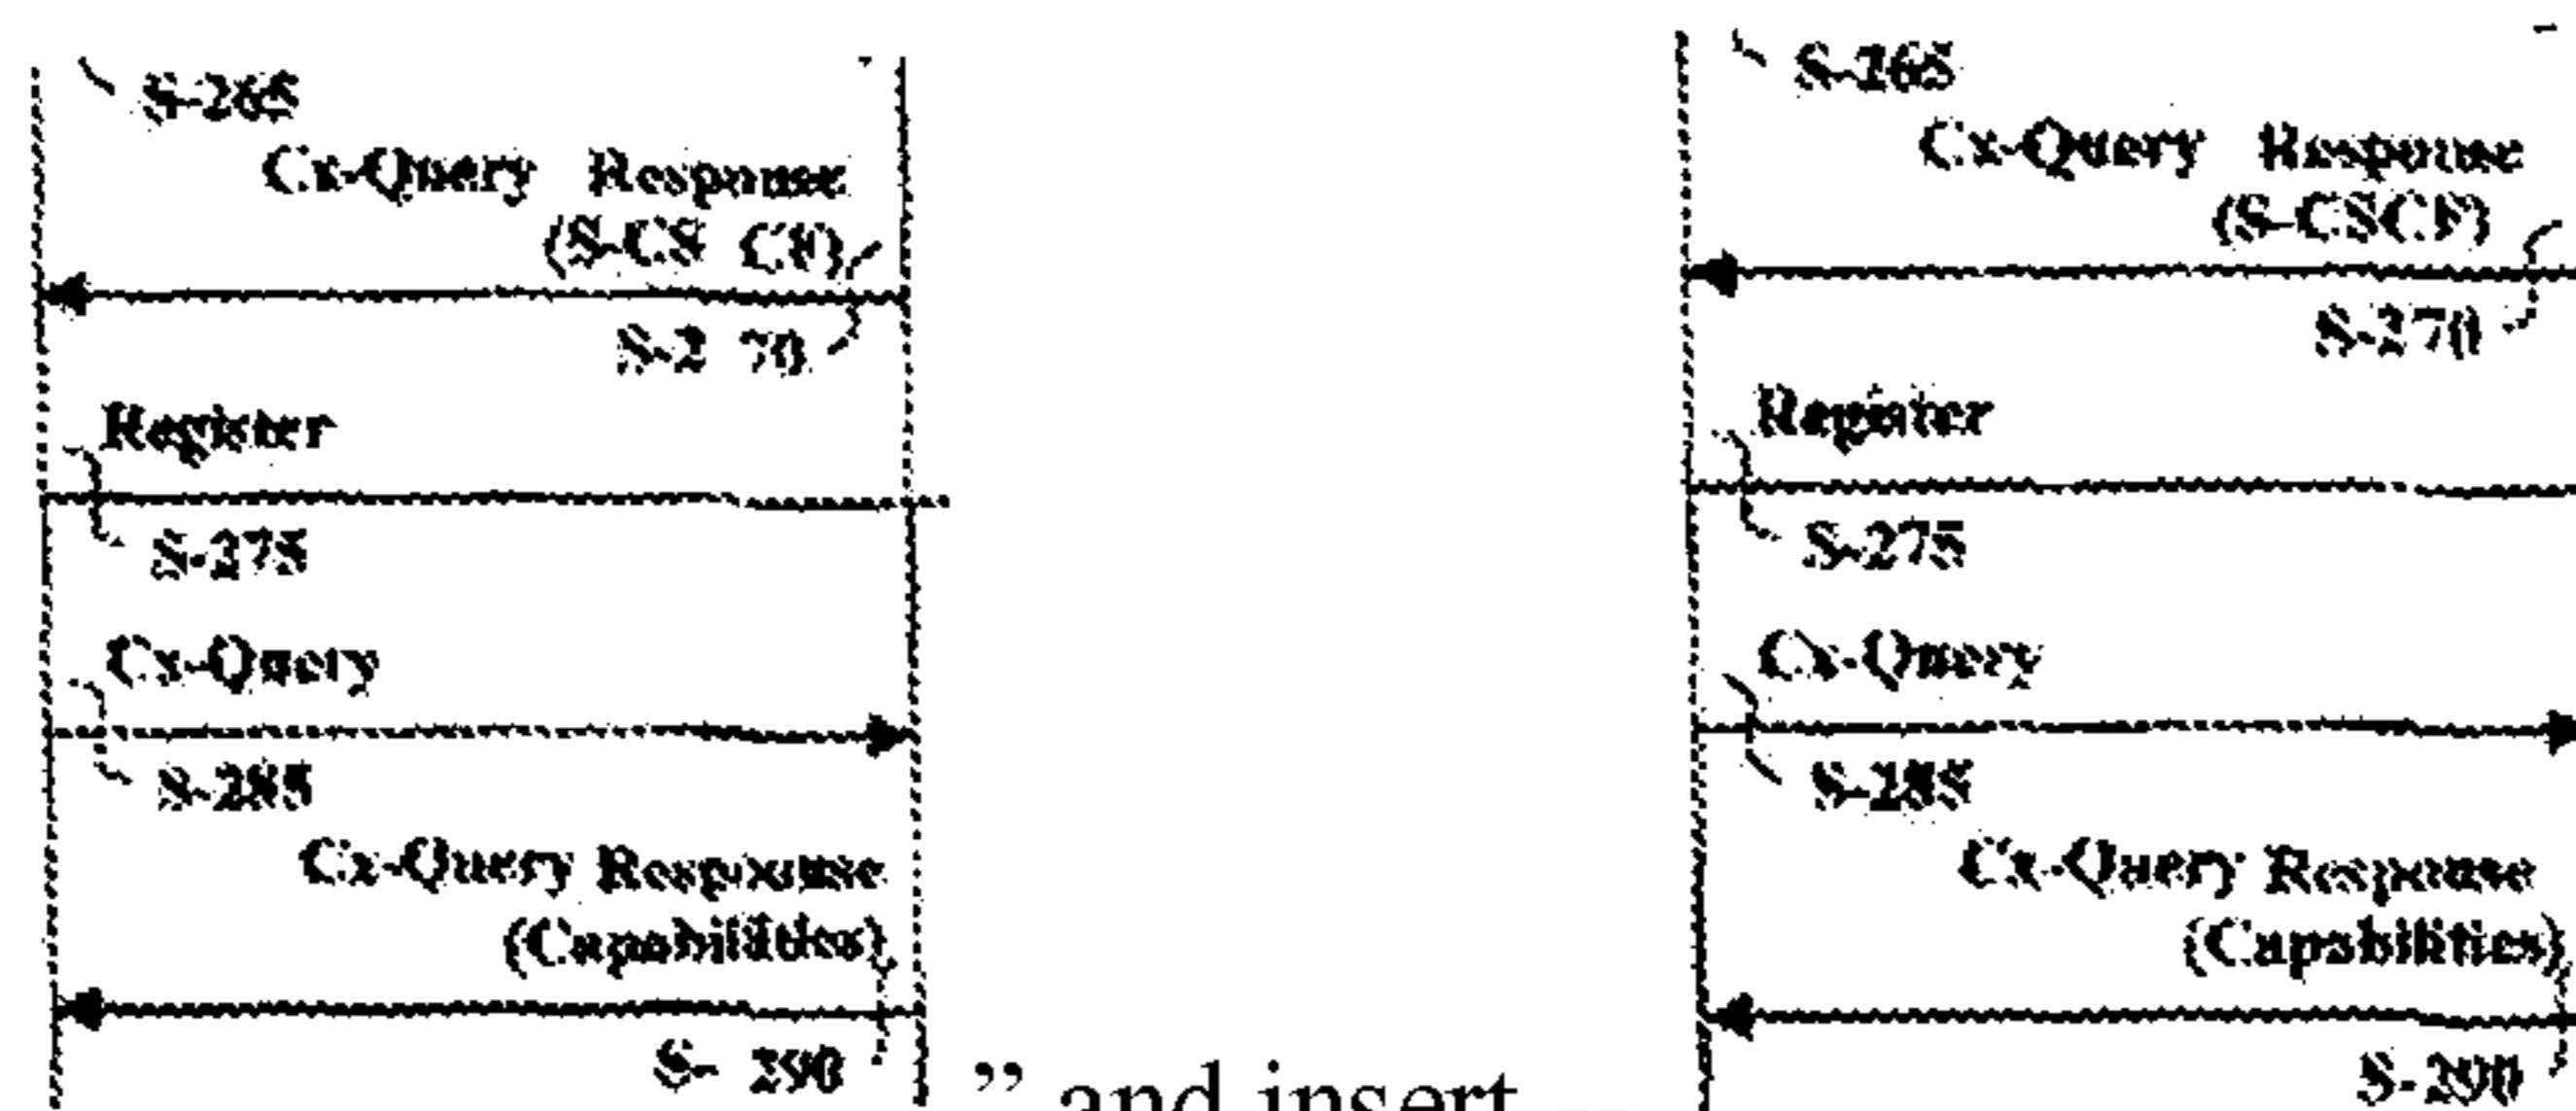 S-265
Cx-Query Response
(S-CS CF)
S-2 70
Register
S-275
Cx-Query
S-285
Cx-Query Response
(Capabilities)
S- 290
” and insert --
S-265
Cx-Query Response
(S-CSCF)
S-270
Register
S-275
Cx-Query
S-285
Cx-Query Response
(Capabilities)
S-290